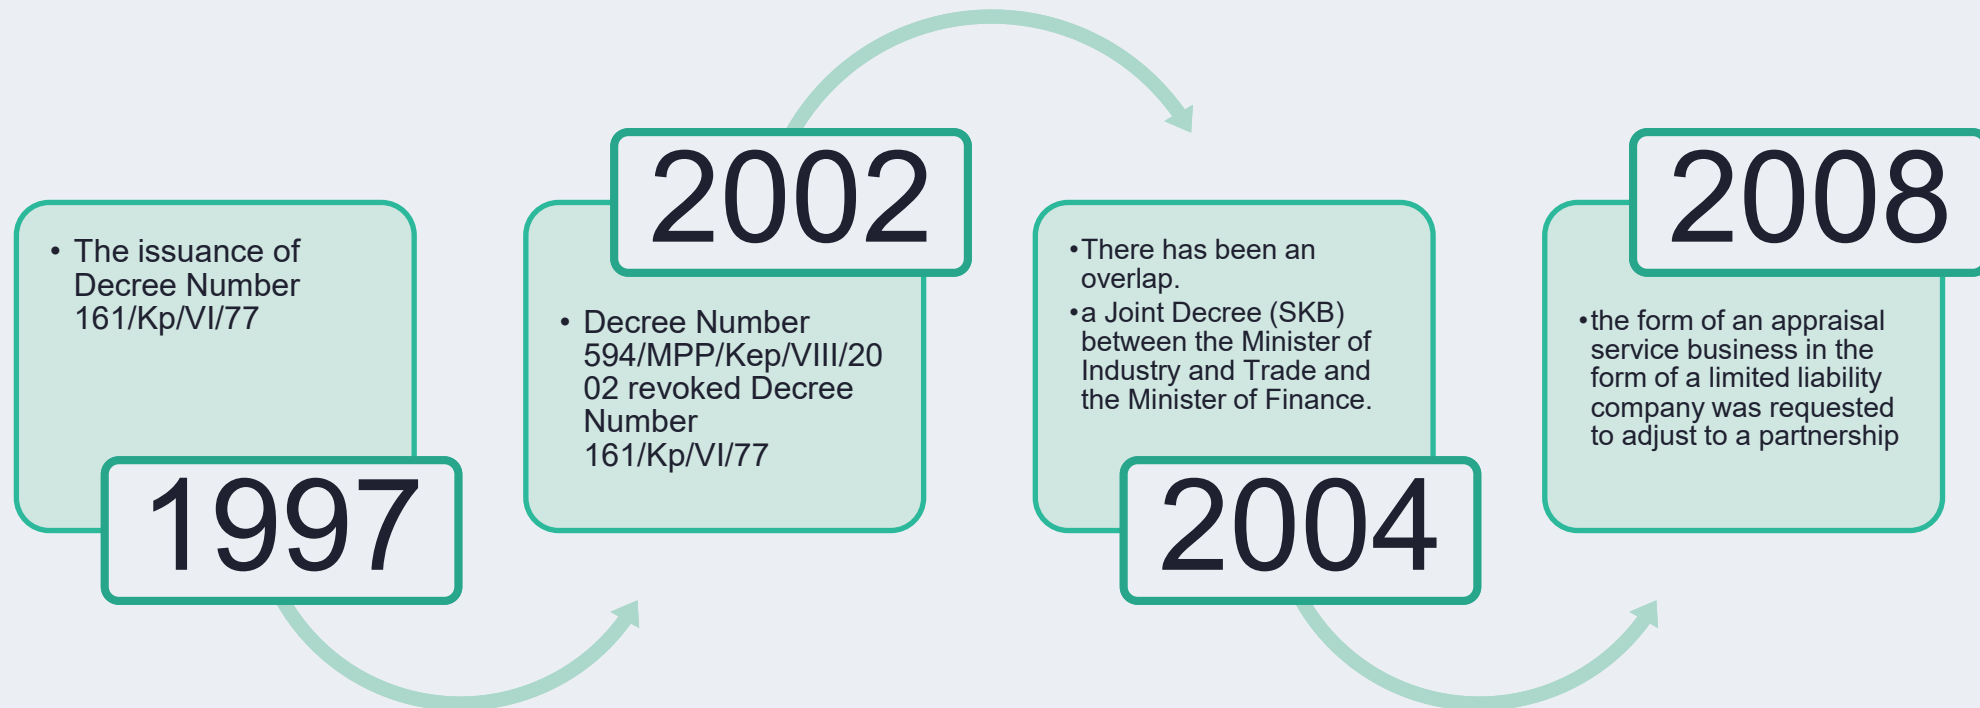 • The issuance of
Decree Number
161/Kp/VI/77
1997
2002
• Decree Number
594/MPP/Kep/VIII/20
02 revoked Decree
Number
161/Kp/VI/77
•There has been an
overlap.
•a Joint Decree (SKB)
between the Minister of
Industry and Trade and
the Minister of Finance.
2004
2008
•the form of an appraisal
service business in the
form of a limited liability
company was requested
to adjust to a partnership